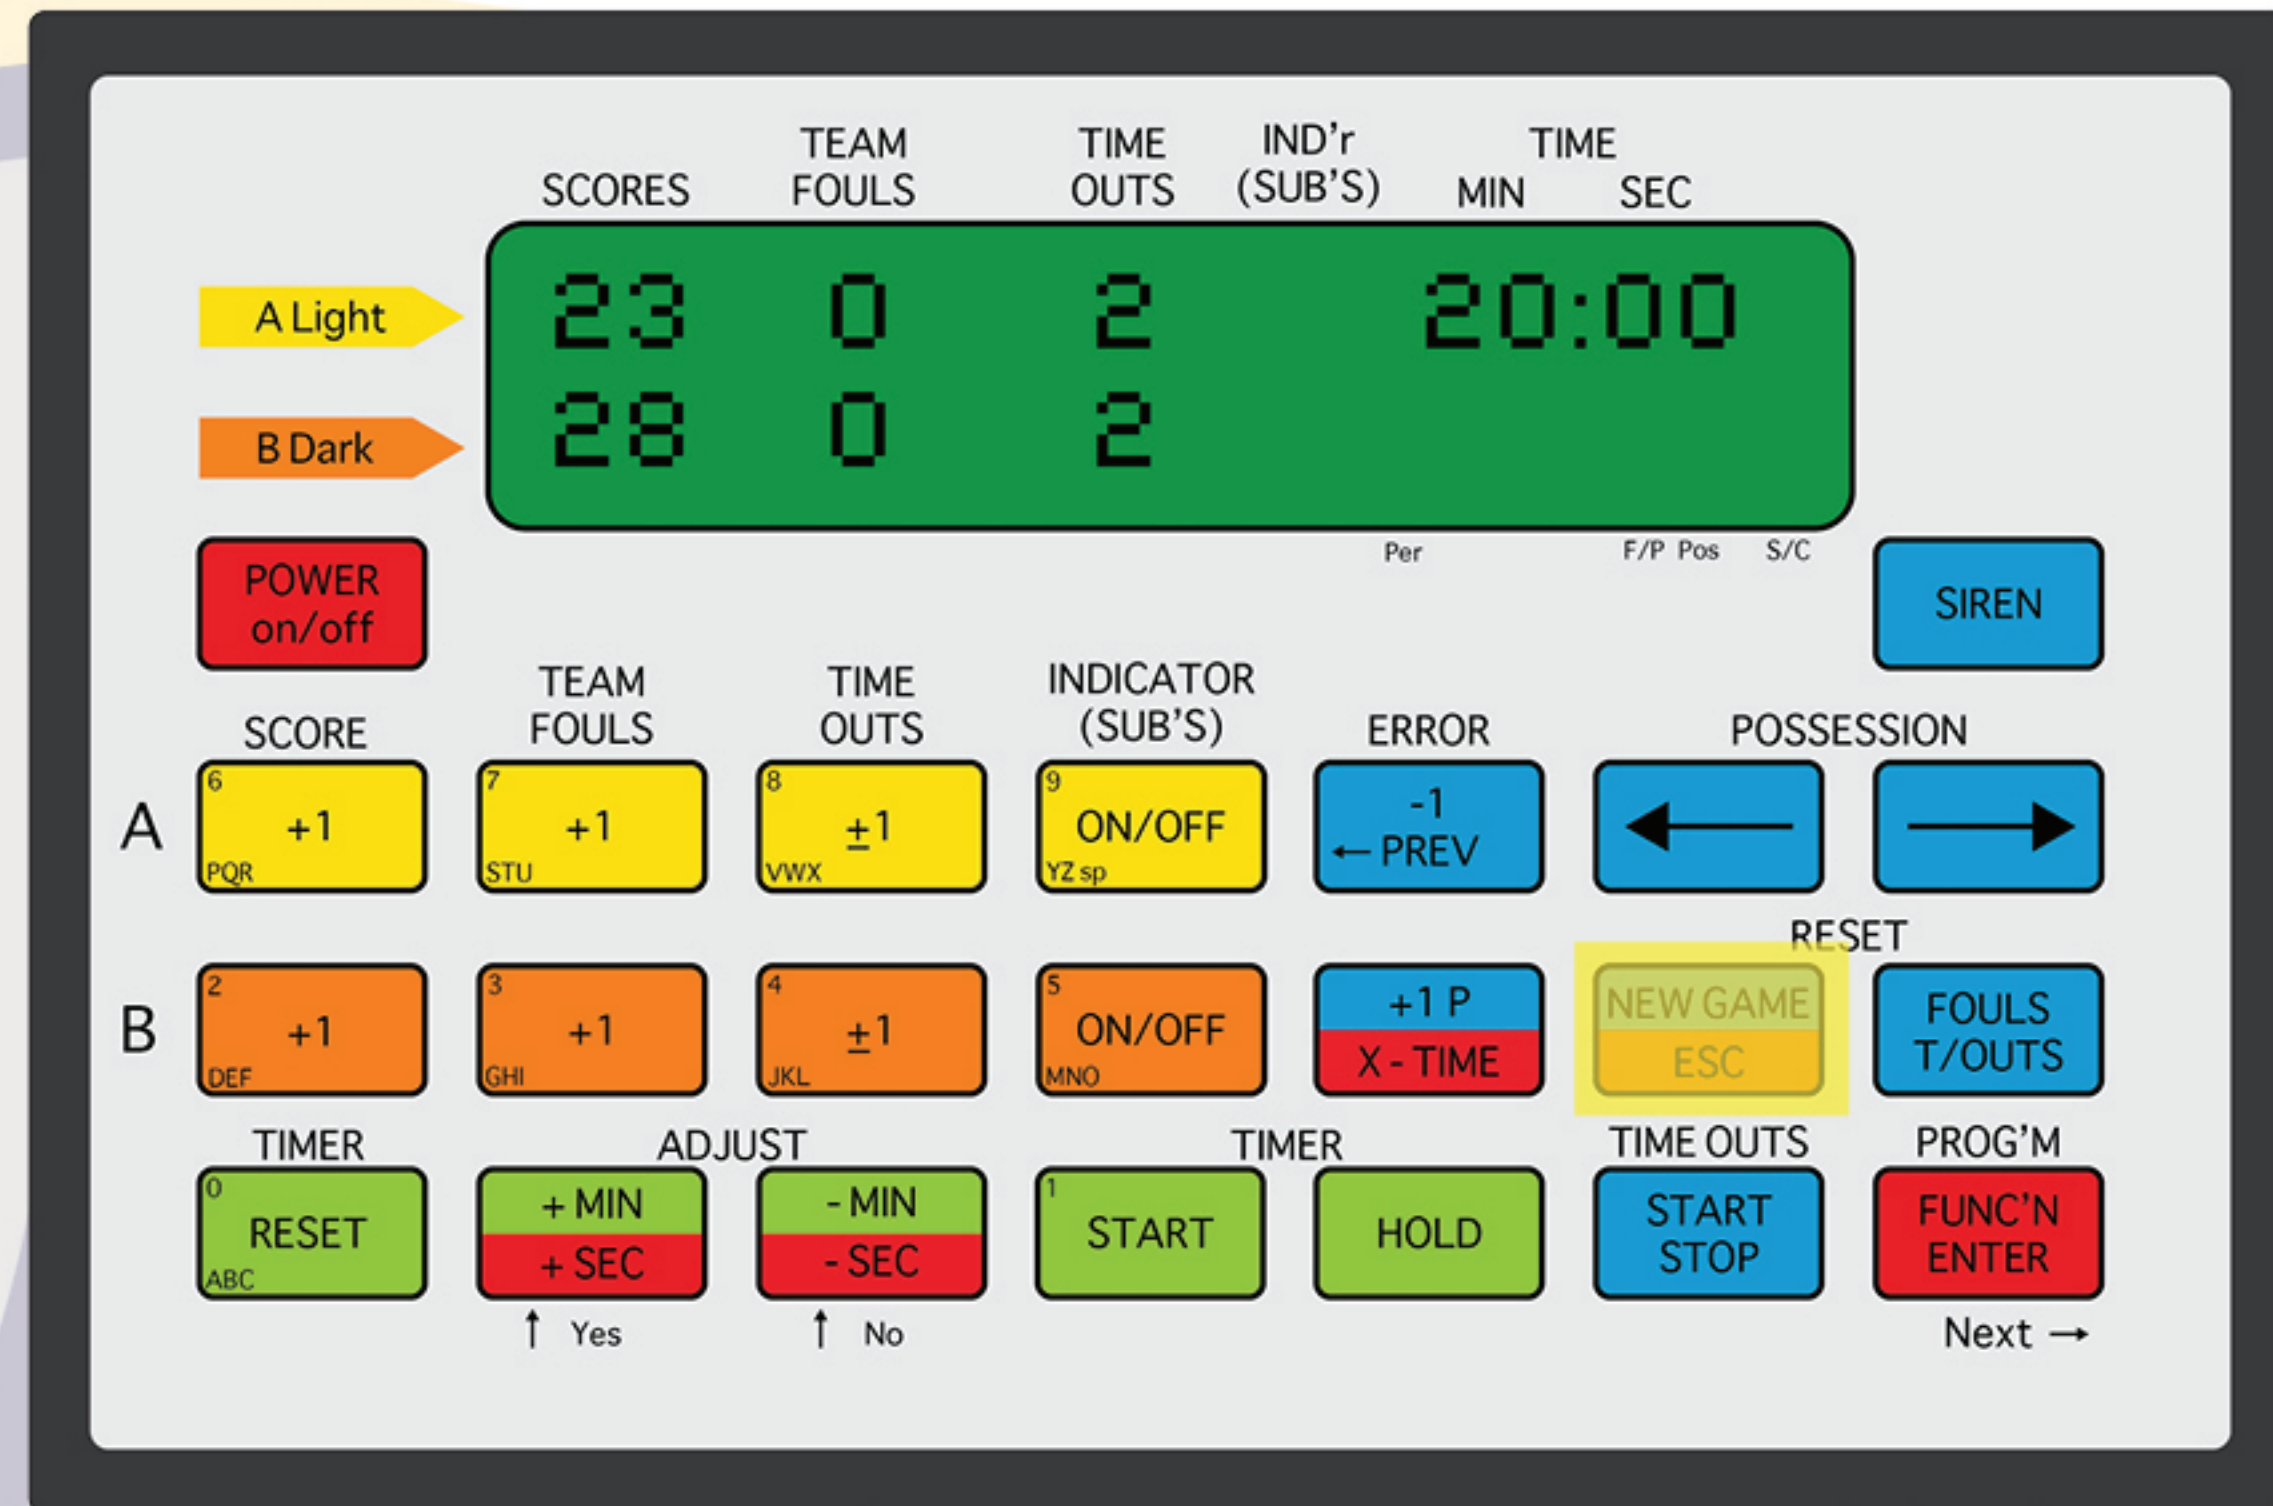 TEAM TIME IND'r TIME
SCORES FOULS OUTS (SUB'S) MIN SEC
A Light 23 0 2 20:00
B Dark 28 0 2
Per F/P Pos S/C
POWER
on/off
SIREN
TEAM TIME INDICATOR
SCORE FOULS OUTS (SUB'S) ERROR POSSESSION
A
6 +1 PQR
7 +1 STU
8 ±1 VWX
9 ON/OFF YZ sp
-1
← PREV
←
→
RESET
B
2 +1 DEF
3 +1 GHI
4 ±1 JKL
5 ON/OFF MNO
+1 P
X - TIME
NEW GAME
ESC
FOULS
T/OUTS
TIMER ADJUST TIMER TIME OUTS PROG'M
0 RESET ABC
+ MIN
+ SEC
- MIN
- SEC
1 START
HOLD
START
STOP
FUNC'N
ENTER
↑ Yes ↑ No Next →